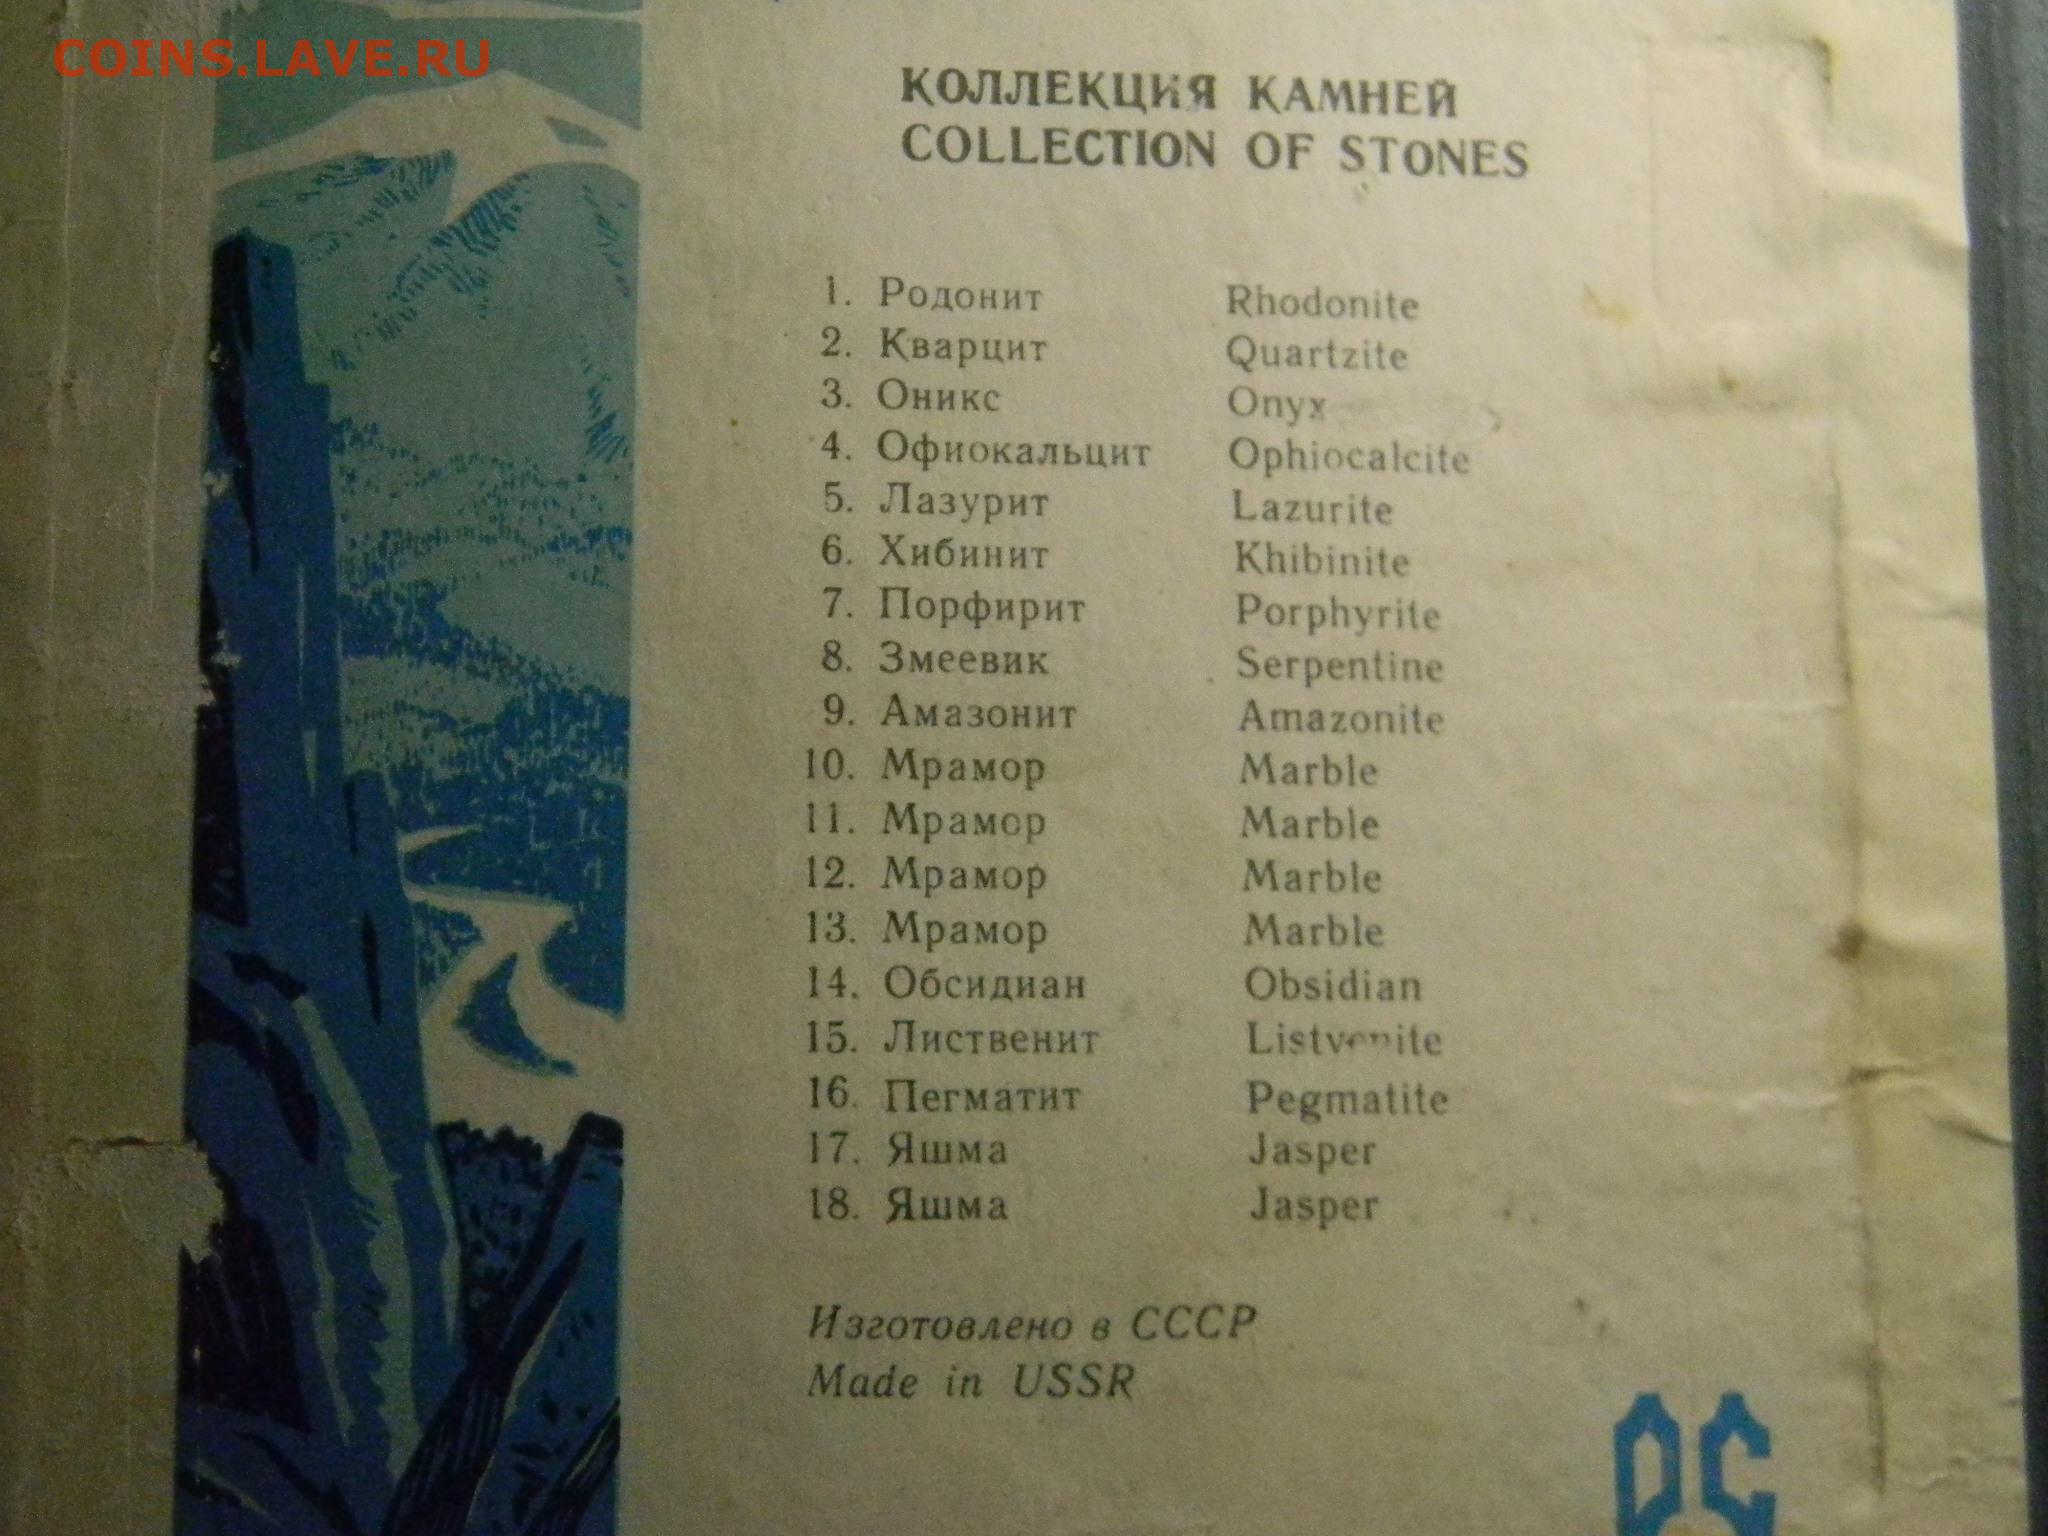 COINS.LAVE.RU
КОЛЛЕКЦИЯ КАМНЕЙ
COLLECTION OF STONES
1. Родонит Rhodonite
2. Кварцит Quartzite
3. Оникс Onyx
4. Офиокальцит Ophiocalcite
5. Лазурит Lazurite
6. Хибинит Khibinite
7. Порфирит Porphyrite
8. Змеевик Serpentine
9. Амазонит Amazonite
10. Мрамор Marble
11. Мрамор Marble
12. Мрамор Marble
13. Мрамор Marble
14. Обсидиан Obsidian
15. Лиственит Listvenite
16. Пегматит Pegmatite
17. Яшма Jasper
18. Яшма Jasper
Изготовлено в СССР
Made in USSR